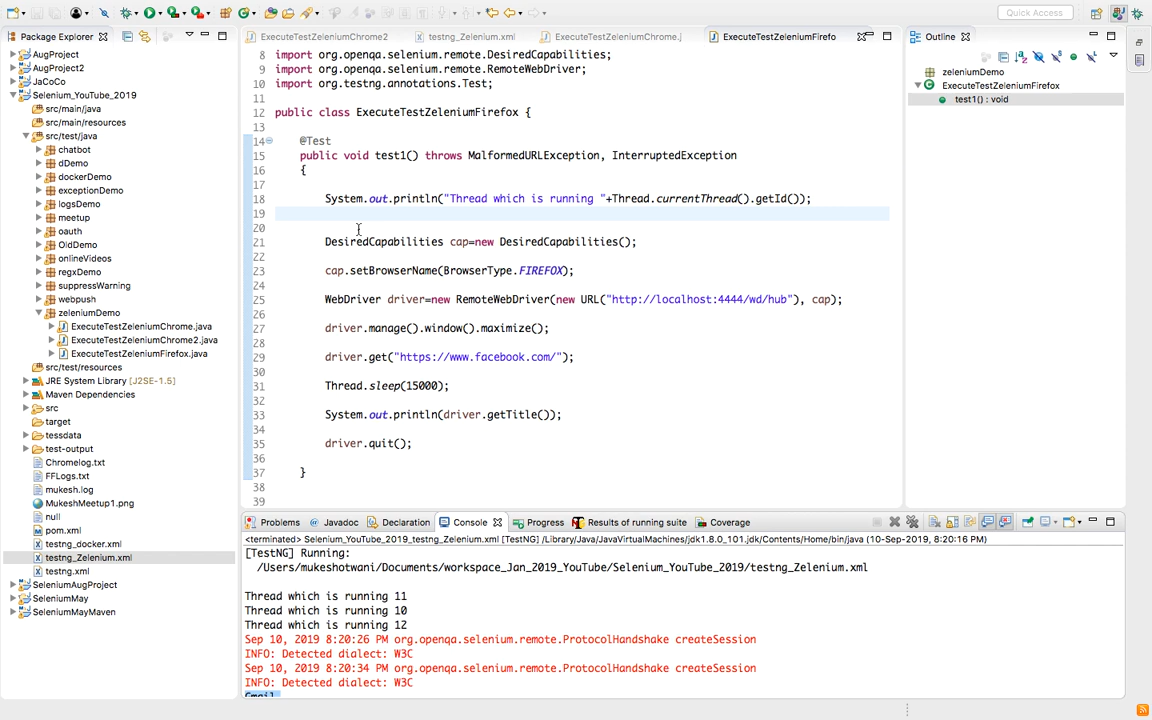 Quick Access
Package Explorer
AugProject
AugProject2
JaCoCo
Selenium_YouTube_2019
src/main/java
src/main/resources
src/test/java
chatbot
dDemo
dockerDemo
exceptionDemo
logsDemo
meetup
oauth
OldDemo
onlineVideos
regxDemo
suppressWarning
webpush
zeleniumDemo
ExecuteTestZeleniumChrome.java
ExecuteTestZeleniumChrome2.java
ExecuteTestZeleniumFirefox.java
src/test/resources
JRE System Library [J2SE-1.5]
Maven Dependencies
src
target
tessdata
test-output
Chromelog.txt
FFLogs.txt
mukesh.log
MukeshMeetup1.png
null
pom.xml
testng_docker.xml
testng_Zelenium.xml
testng.xml
SeleniumAugProject
SeleniumMay
SeleniumMayMaven
ExecuteTestZeleniumChrome2 testng_Zelenium.xml ExecuteTestZeleniumChrome.j ExecuteTestZeleniumFirefo
8 import org.openqa.selenium.remote.DesiredCapabilities;
9 import org.openqa.selenium.remote.RemoteWebDriver;
10 import org.testng.annotations.Test;
11
12 public class ExecuteTestZeleniumFirefox {
13
14 @Test
15 public void test1() throws MalformedURLException, InterruptedException
16 {
17
18 System.out.println("Thread which is running "+Thread.currentThread().getId());
19
20
21 DesiredCapabilities cap=new DesiredCapabilities();
22
23 cap.setBrowserName(BrowserType.FIREFOX);
24
25 WebDriver driver=new RemoteWebDriver(new URL("http://localhost:4444/wd/hub"), cap);
26
27 driver.manage().window().maximize();
28
29 driver.get("https://www.facebook.com/");
30
31 Thread.sleep(15000);
32
33 System.out.println(driver.getTitle());
34
35 driver.quit();
36
37 }
38
39
Outline
zeleniumDemo
ExecuteTestZeleniumFirefox
test1() : void
Problems Javadoc Declaration Console Progress Results of running suite Coverage
<terminated> Selenium_YouTube_2019_testng_Zelenium.xml [TestNG] /Library/Java/JavaVirtualMachines/jdk1.8.0_101.jdk/Contents/Home/bin/java (10-Sep-2019, 8:20:16 PM)
[TestNG] Running:
/Users/mukeshotwani/Documents/workspace_Jan_2019_YouTube/Selenium_YouTube_2019/testng_Zelenium.xml
Thread which is running 11
Thread which is running 10
Thread which is running 12
Sep 10, 2019 8:20:26 PM org.openqa.selenium.remote.ProtocolHandshake createSession
INFO: Detected dialect: W3C
Sep 10, 2019 8:20:34 PM org.openqa.selenium.remote.ProtocolHandshake createSession
INFO: Detected dialect: W3C
Gmail